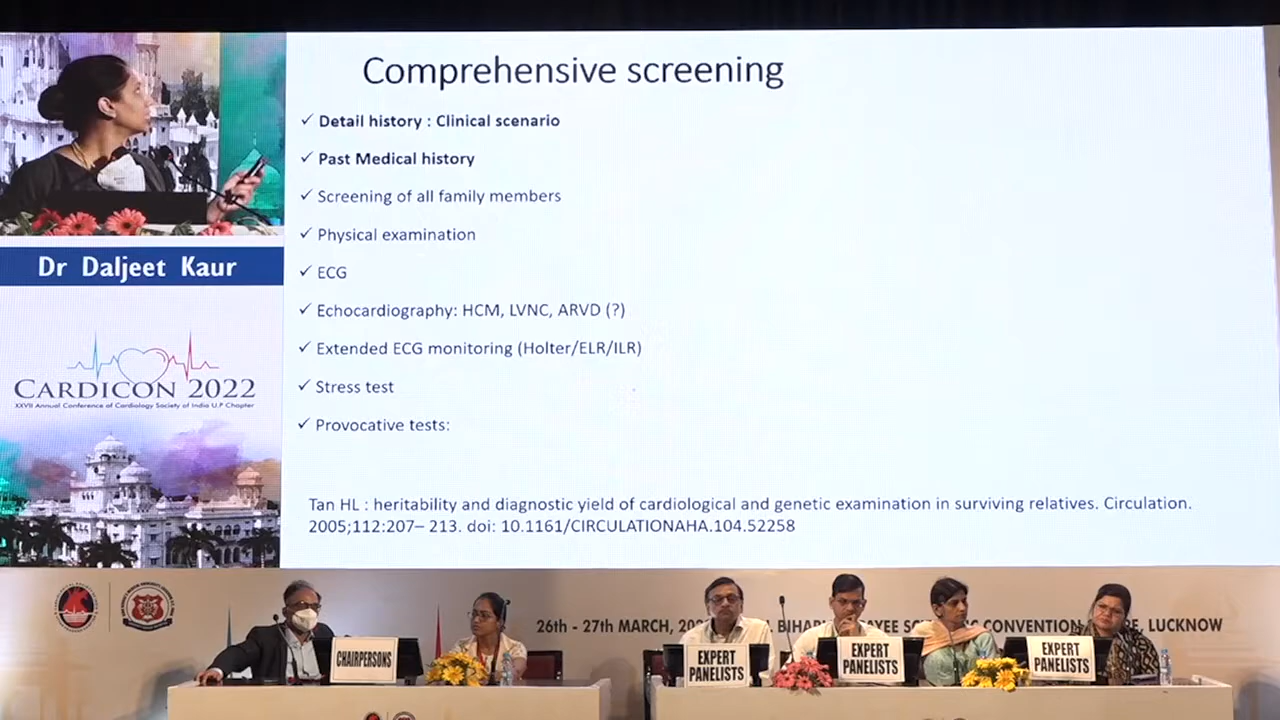 Comprehensive screening
✓ Detail history : Clinical scenario
✓ Past Medical history
✓ Screening of all family members
✓ Physical examination
✓ ECG
✓ Echocardiography: HCM, LVNC, ARVD (?)
✓ Extended ECG monitoring (Holter/ELR/ILR)
✓ Stress test
✓ Provocative tests:
Tan HL : heritability and diagnostic yield of cardiological and genetic examination in surviving relatives. Circulation.
2005;112:207– 213. doi: 10.1161/CIRCULATIONAHA.104.52258
Dr Daljeet Kaur
CARDICON 2022
XXVII Annual Conference of Cardiology Society of India U.P Chapter
26th - 27th MARCH, BIHARI CONVENTION LUCKNOW
CHAIRPERSONS
EXPERT
PANELISTS
EXPERT
PANELISTS
EXPERT
PANELISTS